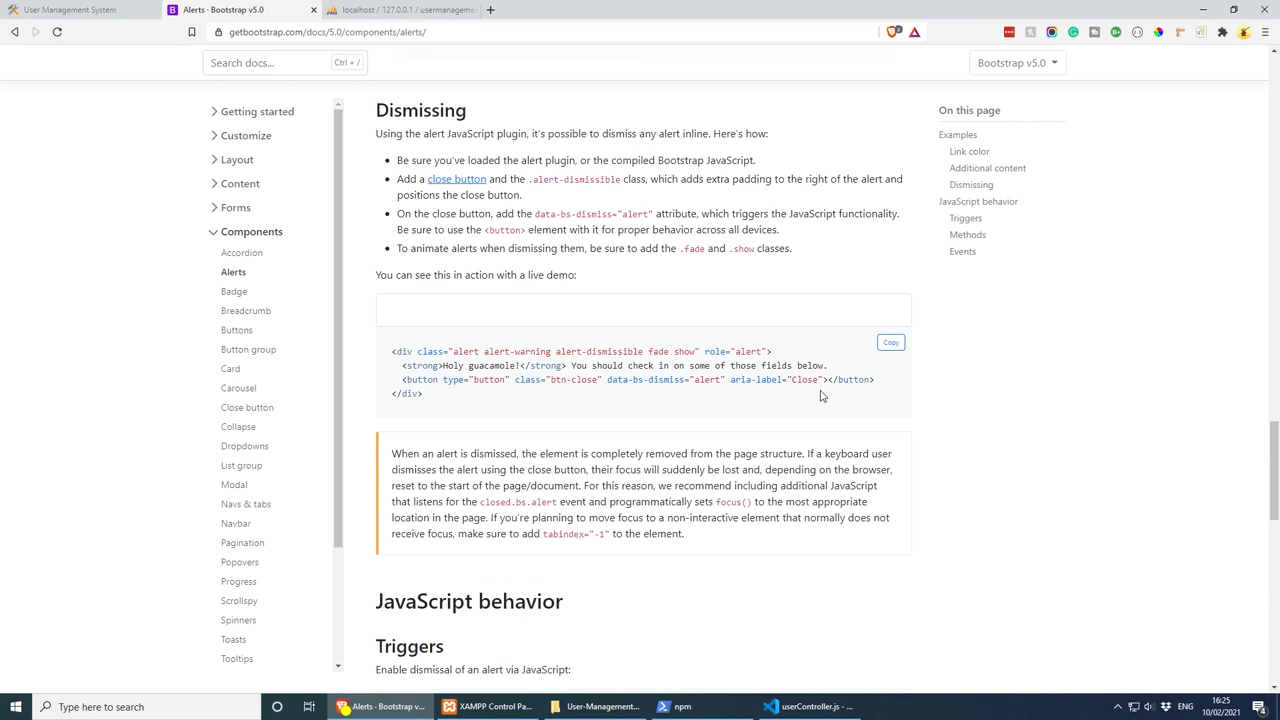 User Management System
Alerts · Bootstrap v5.0
localhost / 127.0.0.1 / usermanageme
getbootstrap.com/docs/5.0/components/alerts/
Search docs...
Ctrl + /
Bootstrap v5.0
Getting started
Customize
Layout
Content
Forms
Components
Accordion
Alerts
Badge
Breadcrumb
Buttons
Button group
Card
Carousel
Close button
Collapse
Dropdowns
List group
Modal
Navs & tabs
Navbar
Pagination
Popovers
Progress
Scrollspy
Spinners
Toasts
Tooltips
Dismissing
Using the alert JavaScript plugin, it's possible to dismiss any alert inline. Here's how:
Be sure you've loaded the alert plugin, or the compiled Bootstrap JavaScript.
Add a close button and the .alert-dismissible class, which adds extra padding to the right of the alert and
positions the close button.
On the close button, add the data-bs-dismiss="alert" attribute, which triggers the JavaScript functionality.
Be sure to use the <button> element with it for proper behavior across all devices.
To animate alerts when dismissing them, be sure to add the .fade and .show classes.
You can see this in action with a live demo:
Copy
<div class="alert alert-warning alert-dismissible fade show" role="alert">
<strong>Holy guacamole!</strong> You should check in on some of those fields below.
<button type="button" class="btn-close" data-bs-dismiss="alert" aria-label="Close"></button>
</div>
When an alert is dismissed, the element is completely removed from the page structure. If a keyboard user
dismisses the alert using the close button, their focus will suddenly be lost and, depending on the browser,
reset to the start of the page/document. For this reason, we recommend including additional JavaScript
that listens for the closed.bs.alert event and programmatically sets focus() to the most appropriate
location in the page. If you're planning to move focus to a non-interactive element that normally does not
receive focus, make sure to add tabindex="-1" to the element.
JavaScript behavior
Triggers
Enable dismissal of an alert via JavaScript:
On this page
Examples
Link color
Additional content
Dismissing
JavaScript behavior
Triggers
Methods
Events
Type here to search
Alerts · Bootstrap v...
XAMPP Control Pa...
User-Management...
npm
userController.js - ...
ENG
16:25
10/02/2021